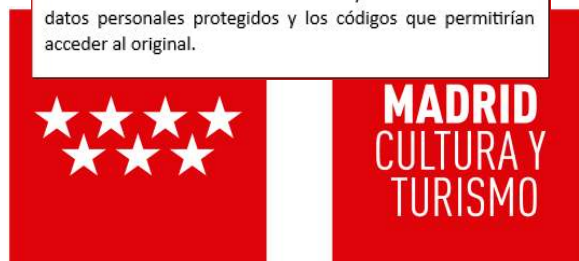 datos personales protegidos y los códigos que permitirían
acceder al original.
MADRID
CULTURA Y
TURISMO